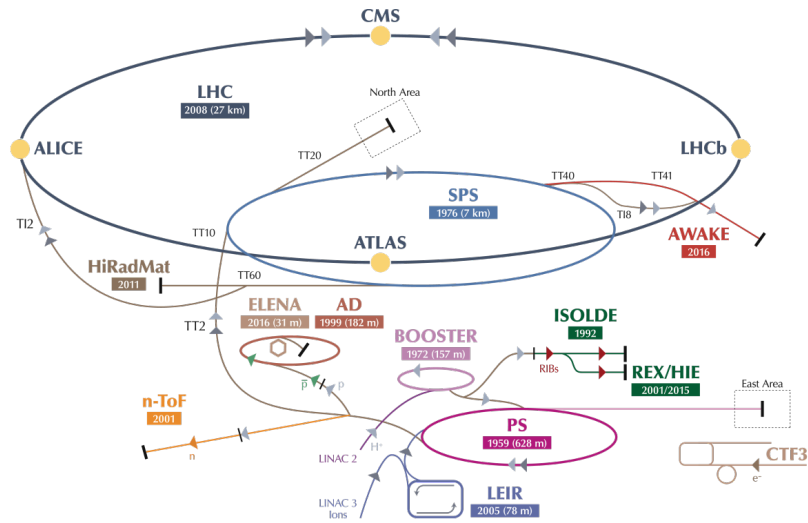 CMS
LHC
2008 (27 km)
North Area
ALICE
LHCb
TT20
TT40
TT41
SPS
1976 (7 km)
TI8
TI2
TT10
ATLAS
AWAKE
2016
HiRadMat
2011
TT60
ELENA
2016 (31 m)
AD
1999 (182 m)
TT2
BOOSTER
1972 (157 m)
ISOLDE
1992
RIBs
REX/HIE
2001/2015
p
p
East Area
n-ToF
2001
n
H+
LINAC 2
PS
1959 (628 m)
CTF3
e-
LINAC 3
Ions
LEIR
2005 (78 m)